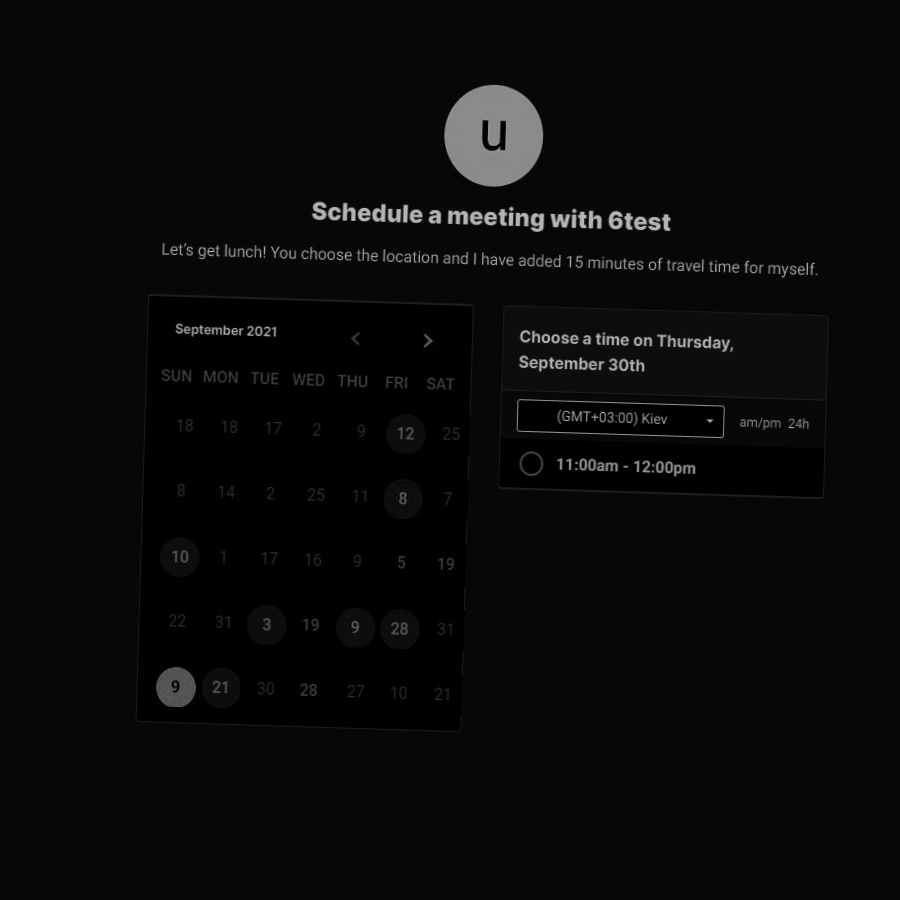 u
Schedule a meeting with 6test
Let's get lunch! You choose the location and I have added 15 minutes of travel time for myself.
September 2021
SUN MON TUE WED THU FRI SAT
18 18 17 2 9 12 25
8 14 2 25 11 8 7
10 1 17 16 9 5 19
22 31 3 19 9 28 31
9 21 30 28 27 10 21
Choose a time on Thursday,
September 30th
(GMT+03:00) Kiev am/pm 24h
11:00am - 12:00pm